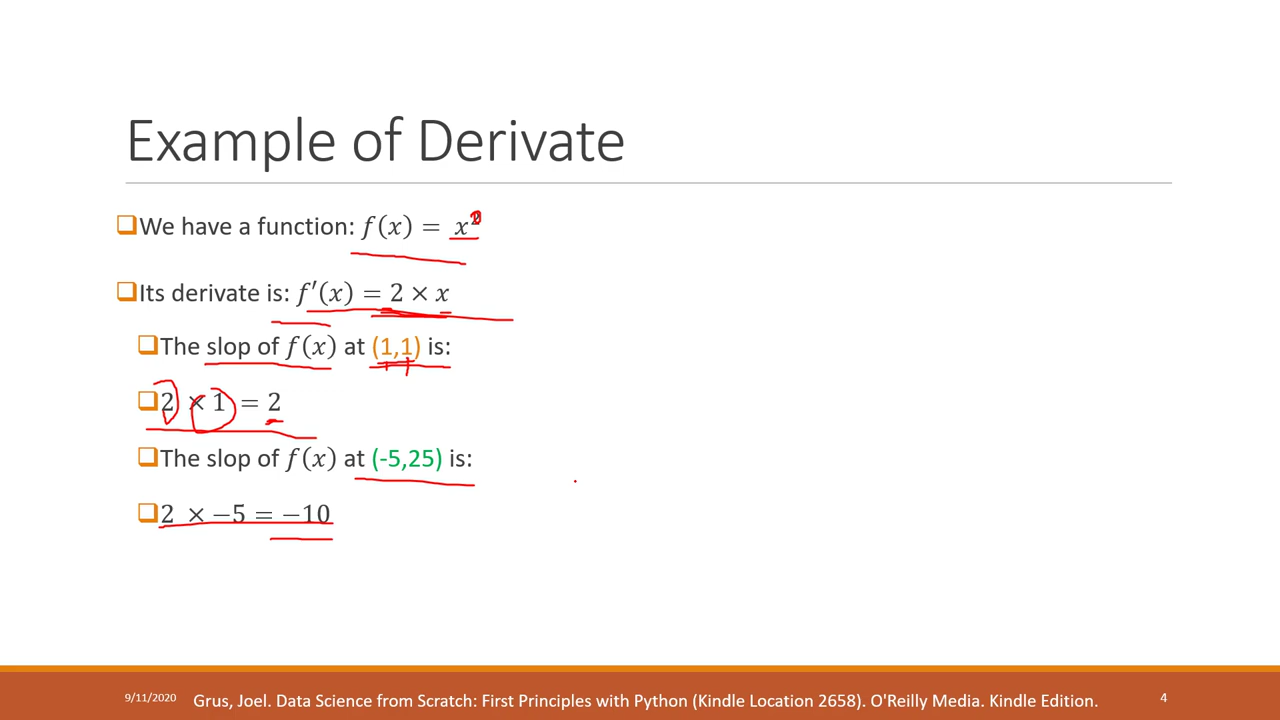 Example of Derivate
We have a function: f(x) = x²
Its derivate is: f′(x) = 2 × x
The slop of f(x) at (1,1) is:
2 × 1 = 2
The slop of f(x) at (-5,25) is:
2 × −5 = −10
9/11/2020 Grus, Joel. Data Science from Scratch: First Principles with Python (Kindle Location 2658). O'Reilly Media. Kindle Edition. 4